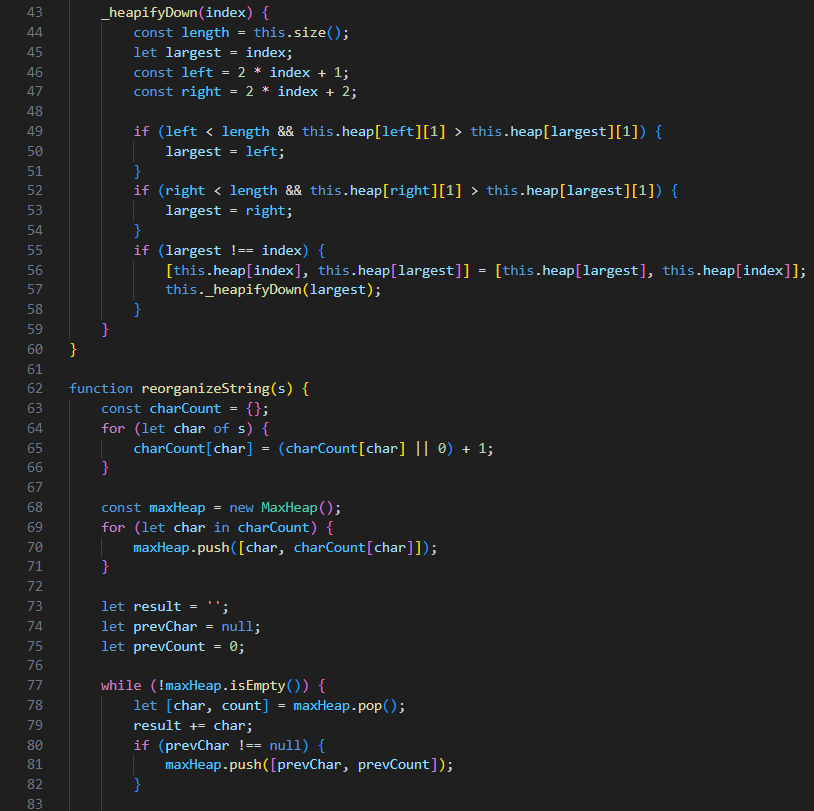 43 _heapifyDown(index) {
44 const length = this.size();
45 let largest = index;
46 const left = 2 * index + 1;
47 const right = 2 * index + 2;
48
49 if (left < length && this.heap[left][1] > this.heap[largest][1]) {
50 largest = left;
51 }
52 if (right < length && this.heap[right][1] > this.heap[largest][1]) {
53 largest = right;
54 }
55 if (largest !== index) {
56 [this.heap[index], this.heap[largest]] = [this.heap[largest], this.heap[index]];
57 this._heapifyDown(largest);
58 }
59 }
60 }
61
62 function reorganizeString(s) {
63 const charCount = {};
64 for (let char of s) {
65 charCount[char] = (charCount[char] || 0) + 1;
66 }
67
68 const maxHeap = new MaxHeap();
69 for (let char in charCount) {
70 maxHeap.push([char, charCount[char]]);
71 }
72
73 let result = '';
74 let prevChar = null;
75 let prevCount = 0;
76
77 while (!maxHeap.isEmpty()) {
78 let [char, count] = maxHeap.pop();
79 result += char;
80 if (prevChar !== null) {
81 maxHeap.push([prevChar, prevCount]);
82 }
83